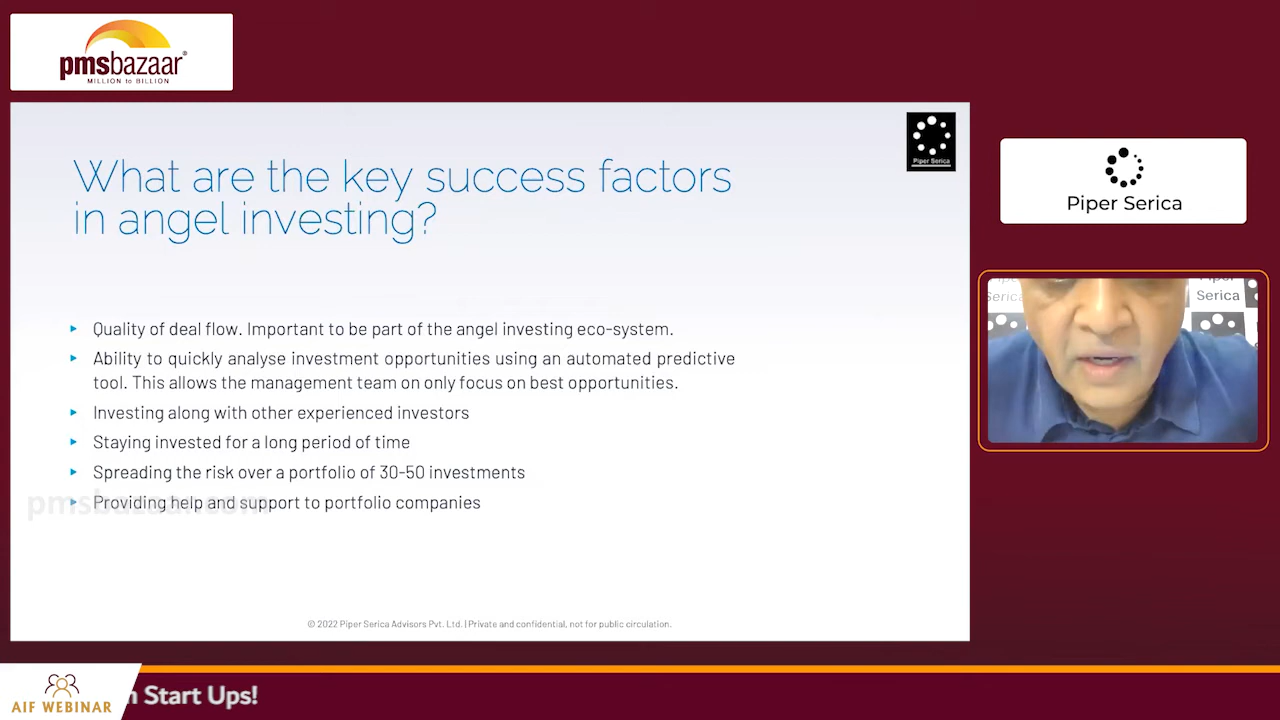 pmsbazaar®
MILLION to BILLION
Piper Serica
What are the key success factors
in angel investing?
Quality of deal flow. Important to be part of the angel investing eco-system.
Ability to quickly analyse investment opportunities using an automated predictive
tool. This allows the management team on only focus on best opportunities.
Investing along with other experienced investors
Staying invested for a long period of time
Spreading the risk over a portfolio of 30-50 investments
Providing help and support to portfolio companies
pmsbazaar.com
© 2022 Piper Serica Advisors Pvt. Ltd. | Private and confidential, not for public circulation.
Piper Serica
Piper
Serica
Serica
AIF WEBINAR
n Start Ups!